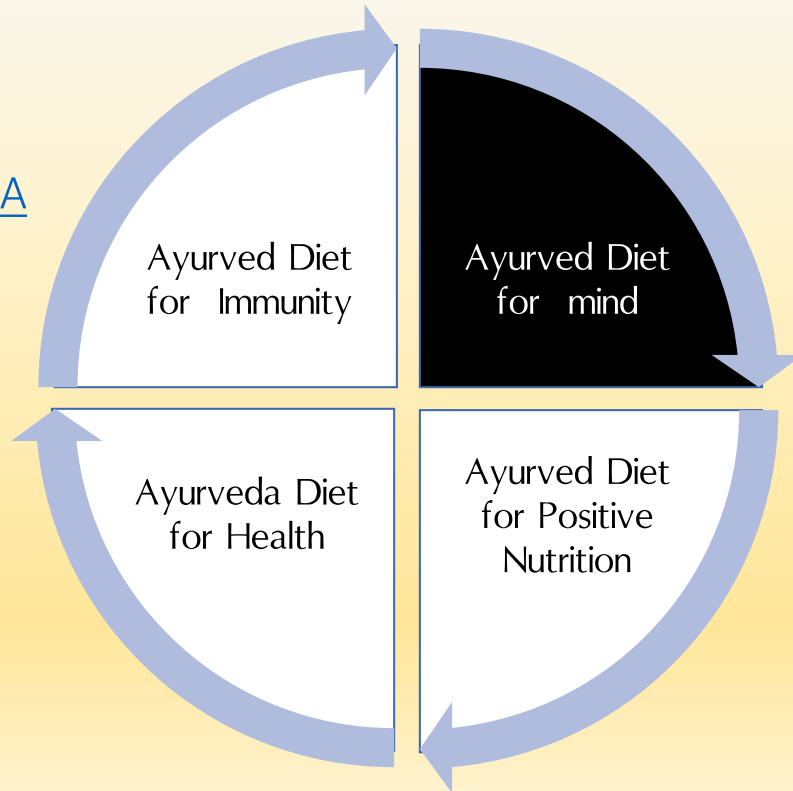 A
Ayurved Diet
for Immunity
Ayurved Diet
for mind
Ayurveda Diet
for Health
Ayurved Diet
for Positive
Nutrition